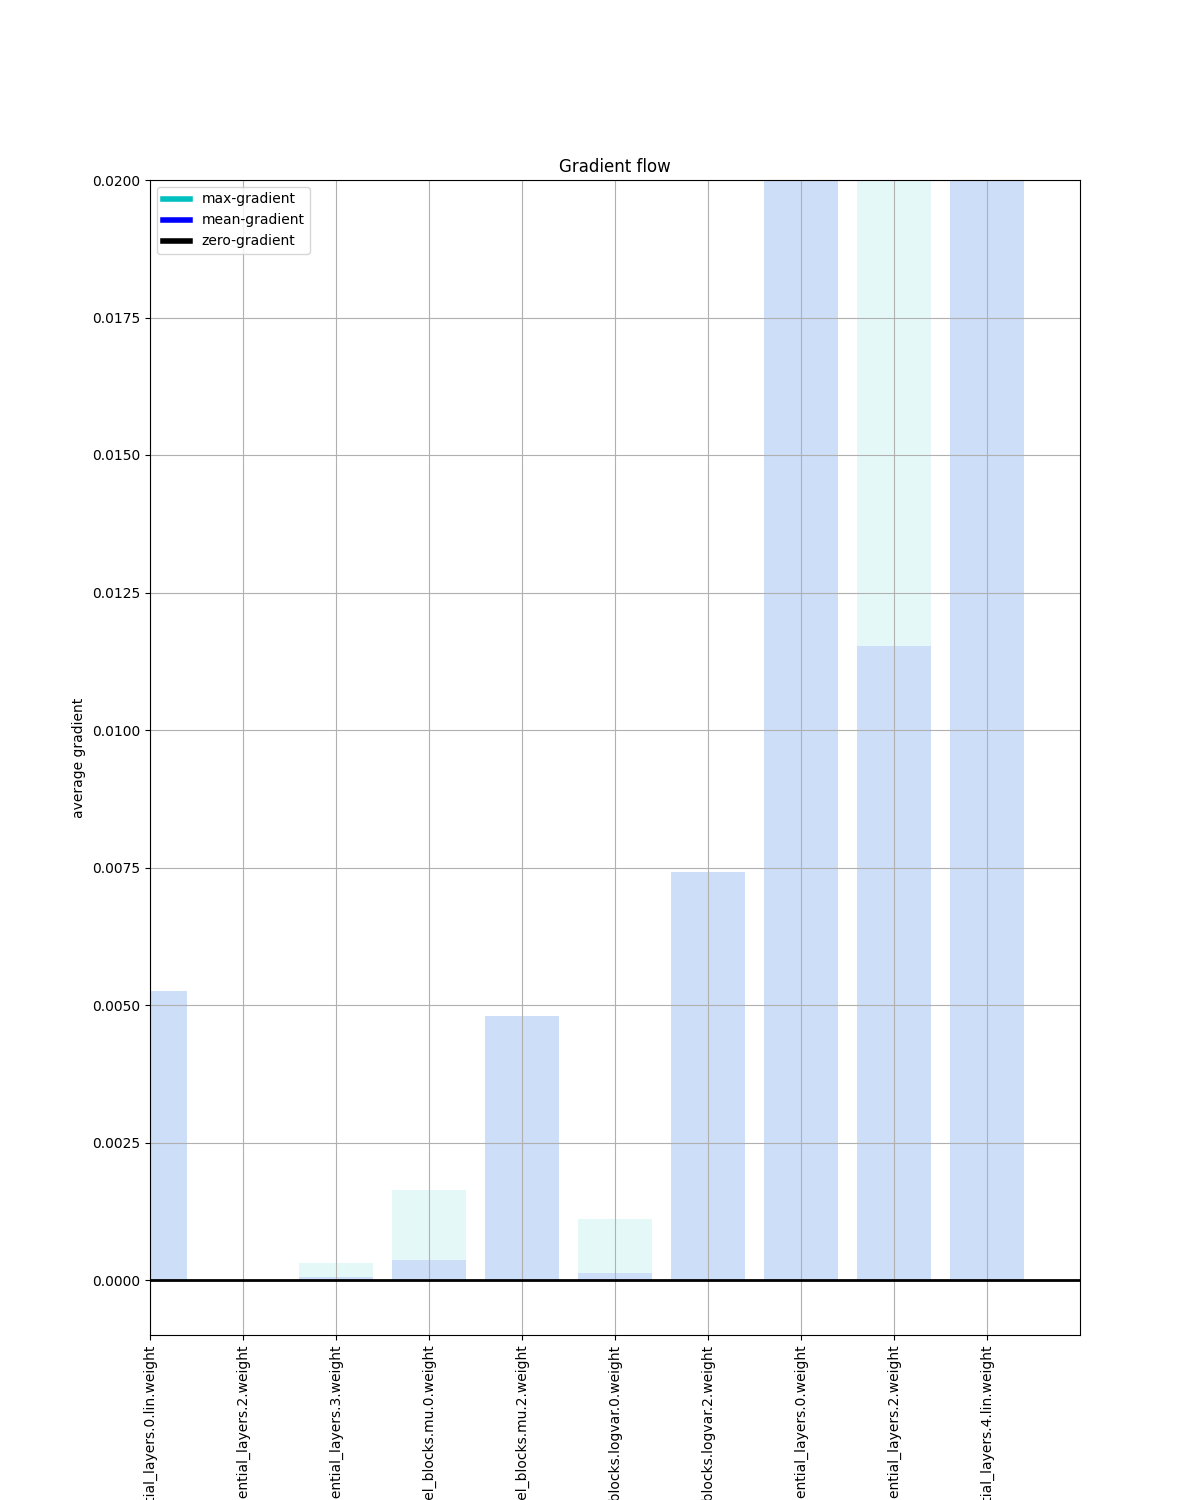 Gradient flow
max-gradient
mean-gradient
zero-gradient
0.0200
0.0175
0.0150
0.0125
0.0100
0.0075
0.0050
0.0025
0.0000
average gradient
tial_layers.0.lin.weight
ential_layers.2.weight
ential_layers.3.weight
el_blocks.mu.0.weight
el_blocks.mu.2.weight
blocks.logvar.0.weight
blocks.logvar.2.weight
ential_layers.0.weight
ential_layers.2.weight
tial_layers.4.lin.weight